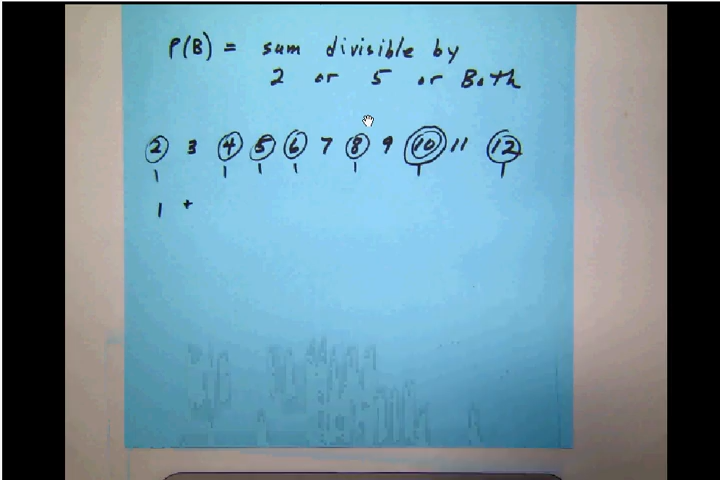 P(B) = sum divisible by
2 or 5 or Both
2 3 4 5 6 7 8 9 10 11 12
1 +